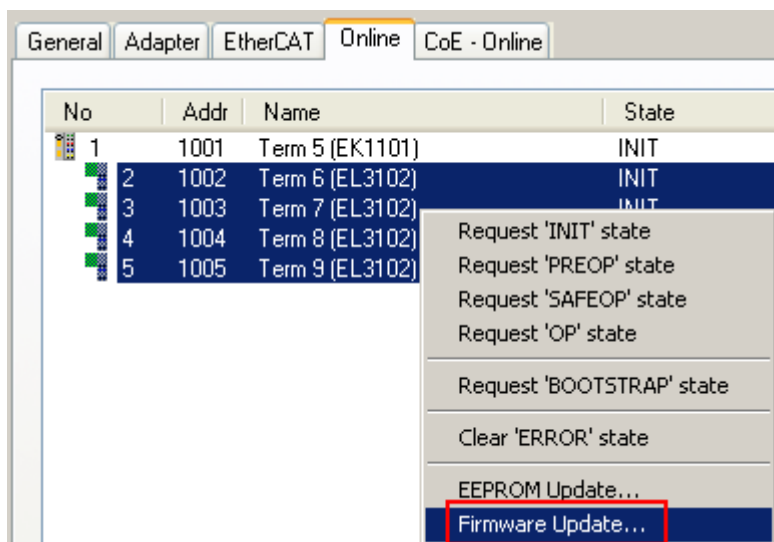 General Adapter EtherCAT Online CoE - Online
No Addr Name State
1 1001 Term 5 (EK1101) INIT
2 1002 Term 6 (EL3102) INIT
3 1003 Term 7 (EL3102) INIT
4 1004 Term 8 (EL3102)
5 1005 Term 9 (EL3102)
Request 'INIT' state
Request 'PREOP' state
Request 'SAFEOP' state
Request 'OP' state
Request 'BOOTSTRAP' state
Clear 'ERROR' state
EEPROM Update...
Firmware Update...